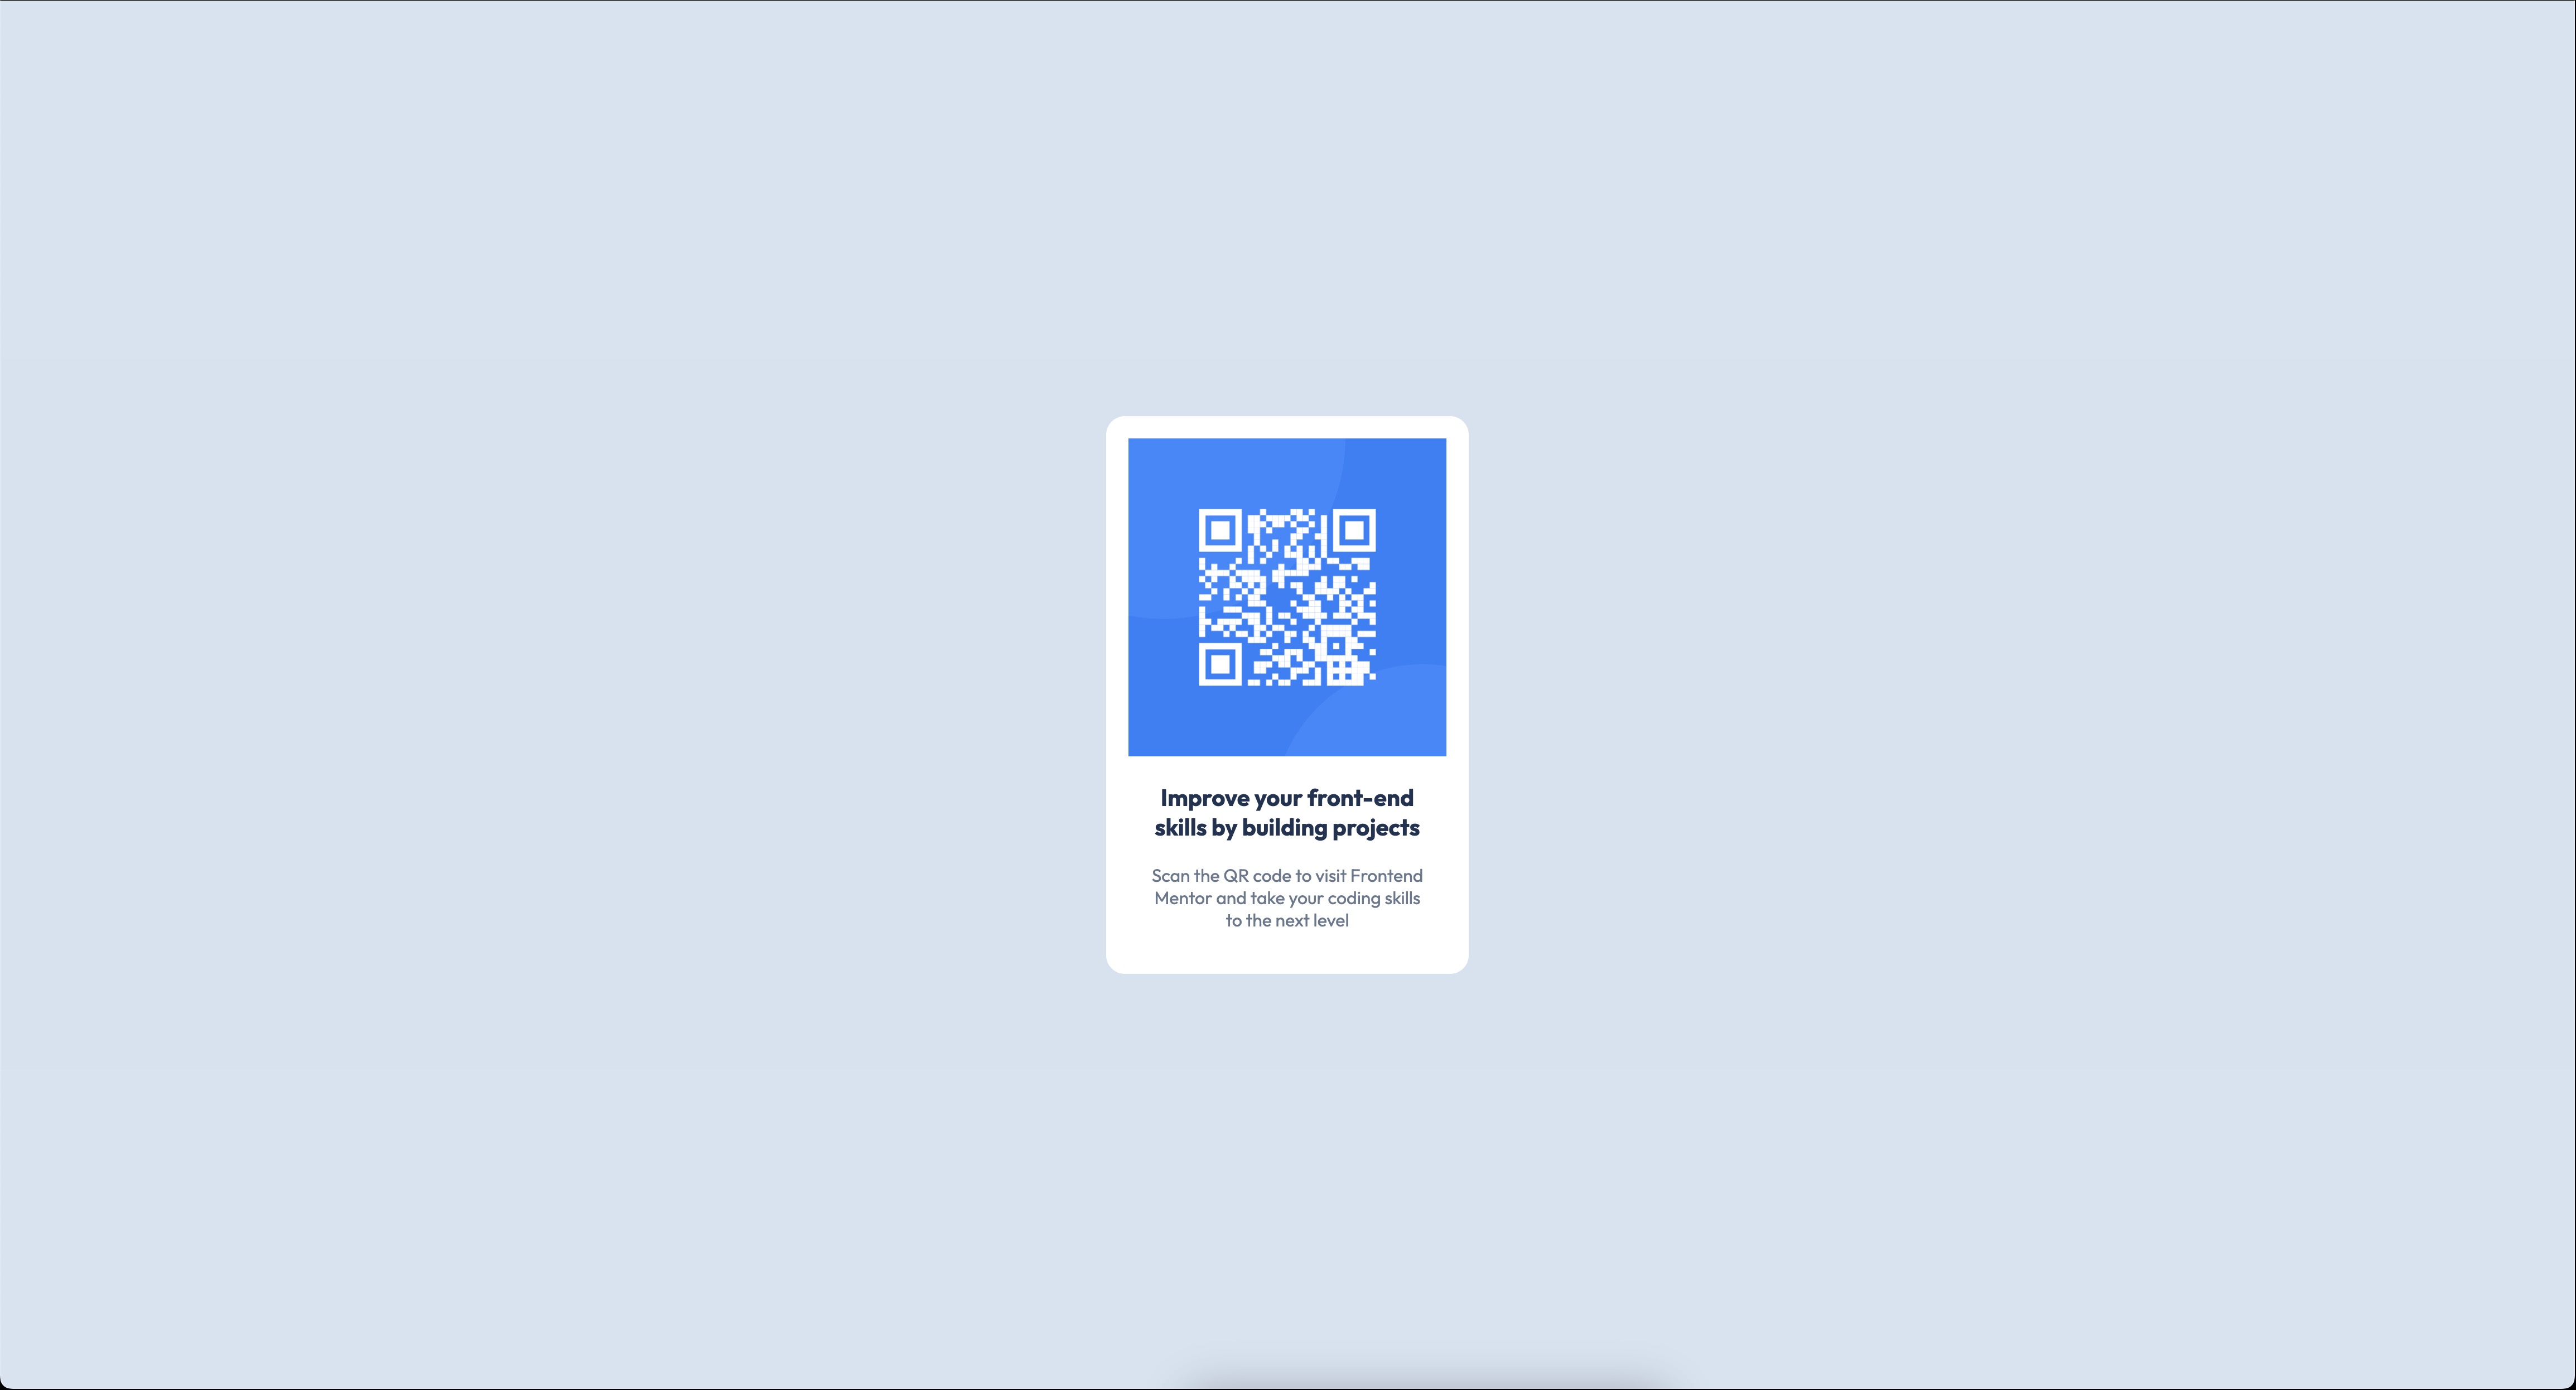 Improve your front-end
skills by building projects
Scan the QR code to visit Frontend
Mentor and take your coding skills
to the next level